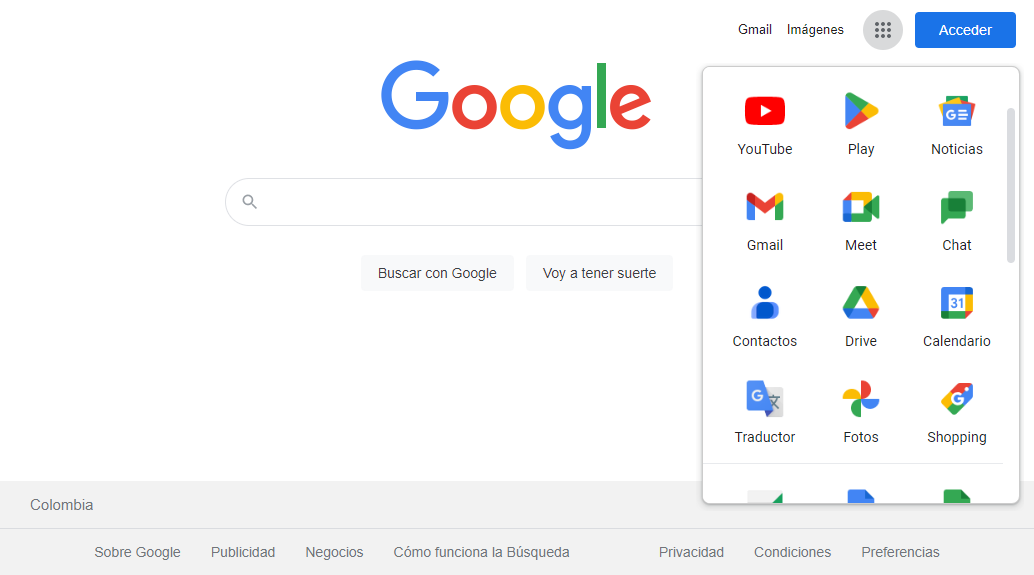 Gmail Imágenes Acceder
Google
YouTube Play Noticias
Gmail Meet Chat
31
Contactos Drive Calendario
Traductor Fotos Shopping
Buscar con Google Voy a tener suerte
Colombia
Sobre Google Publicidad Negocios Cómo funciona la Búsqueda Privacidad Condiciones Preferencias